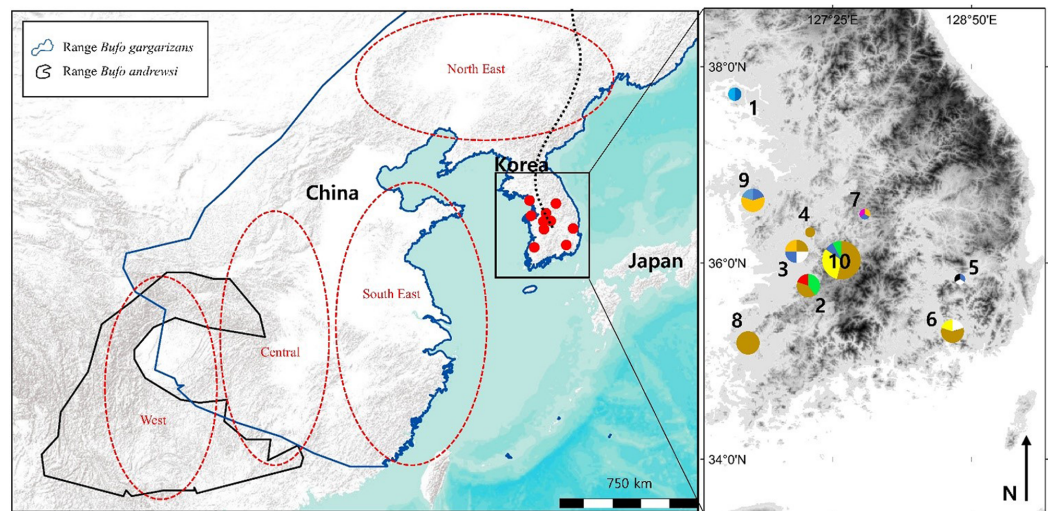 Range Bufo gargarizans
Range Bufo andrewsi
North East
Korea
China
Japan
South East
Central
West
750 km
127°25'E
128°50'E
38°0'N
36°0'N
34°0'N
1
9
7
4
3
10
5
2
6
8
N